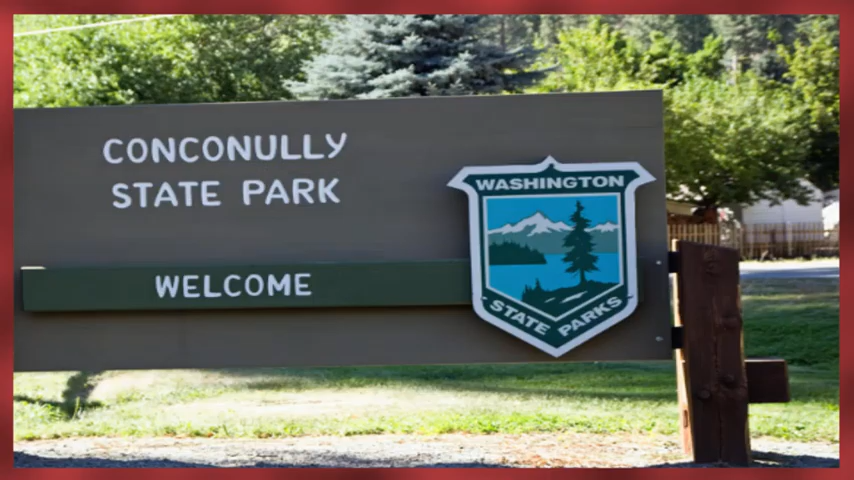 CONCONULLY
STATE PARK
WELCOME
WASHINGTON
STATE PARKS